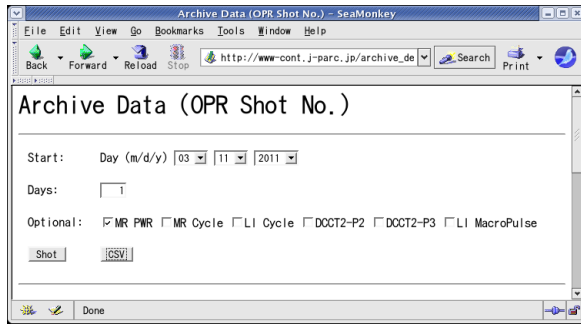 Archive Data (OPR Shot No.) - SeaMonkey
File Edit View Go Bookmarks Tools Window Help
Back Forward Reload Stop http://www-cont.j-parc.jp/archive_de Search Print
Archive Data (OPR Shot No.)
Start: Day (m/d/y) 03 11 2011
Days: 1
Optional: MR PWR MR Cycle LI Cycle DCCT2-P2 DCCT2-P3 LI MacroPulse
Shot CSV
Done